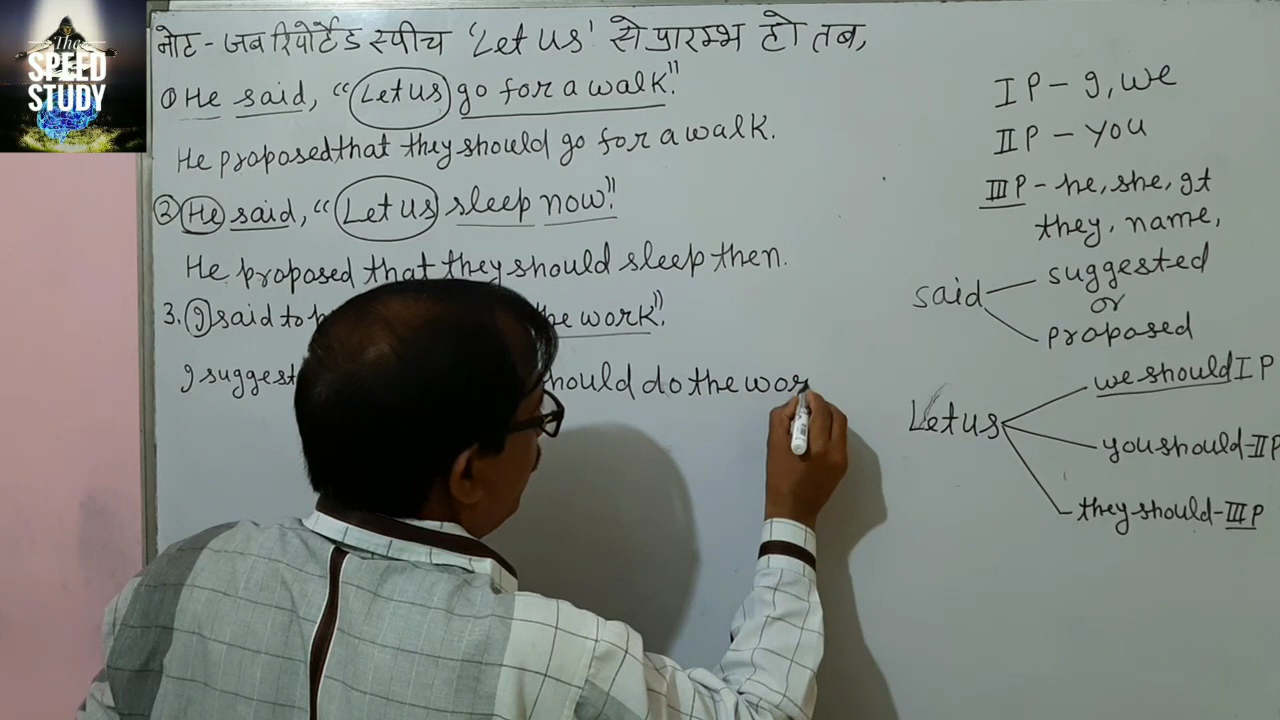 The
SPEED
STUDY
नोट - जब रिपोर्टेड स्पीच 'Let us' से प्रारम्भ हो तब,
① He said, "Let us go for a walk".
He proposed that they should go for a walk.
② He said, "Let us sleep now".
He proposed that they should sleep then.
3. I said to he work".
I suggest hould do the wor
I P - I, we
II P - you
III P - he, she, It
they, name,
said suggested
or
proposed
Let us we should I P
you should - II P
they should - III P